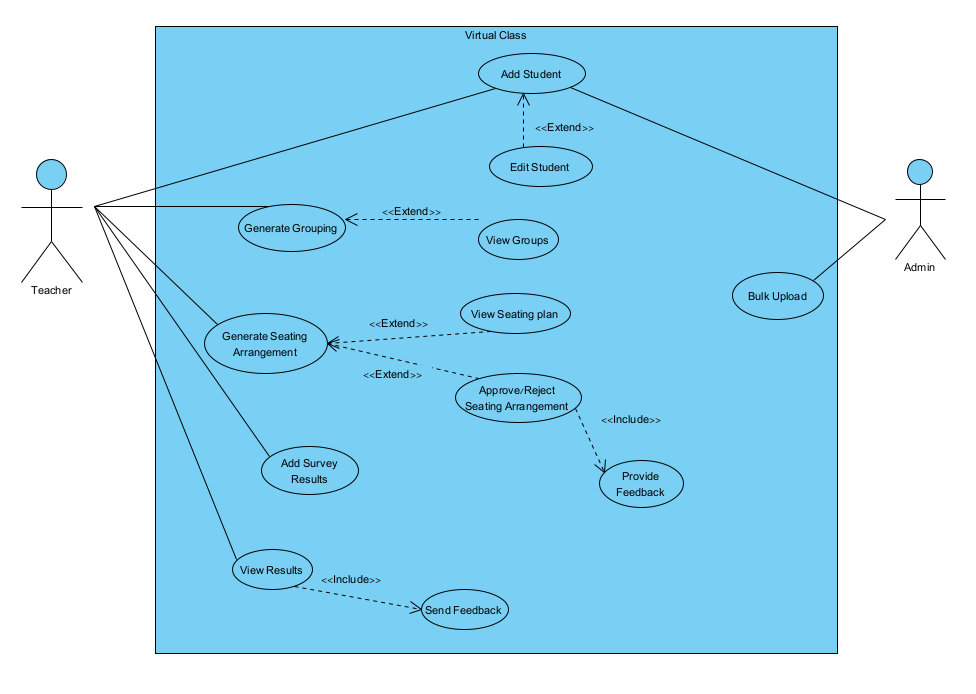 Virtual Class
Add Student
<<Extend>>
Edit Student
<<Extend>>
Generate Grouping
View Groups
Teacher
Admin
Bulk Upload
View Seating plan
<<Extend>>
Generate Seating
Arrangement
<<Extend>>
Approve/Reject
Seating Arrangement
<<Include>>
Add Survey
Results
Provide
Feedback
View Results
<<Include>>
Send Feedback